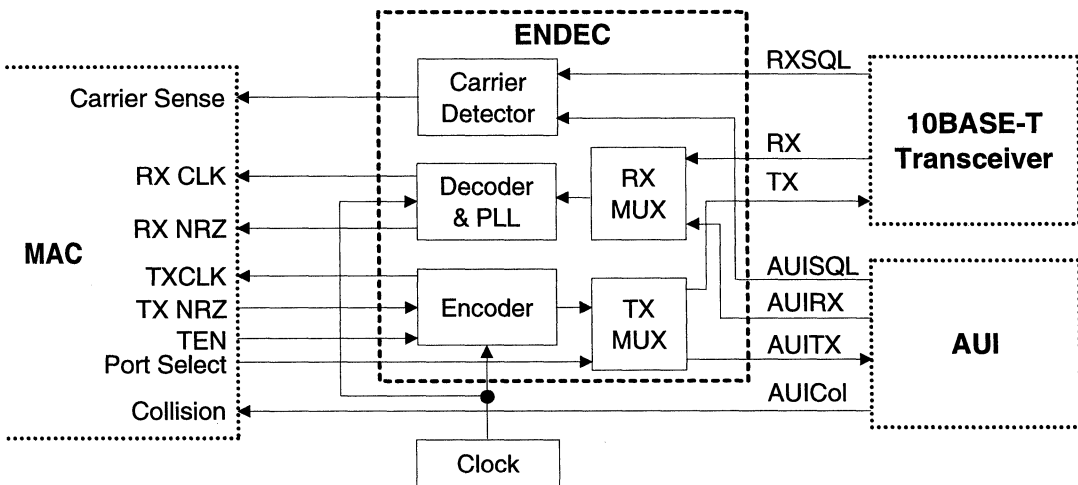 ENDEC
MAC
Carrier Sense
RX CLK
RX NRZ
TXCLK
TX NRZ
TEN
Port Select
Collision
Carrier
Detector
Decoder
& PLL
RX
MUX
Encoder
TX
MUX
Clock
RXSQL
RX
TX
AUISQL
AUIRX
AUITX
AUICol
10BASE-T
Transceiver
AUI